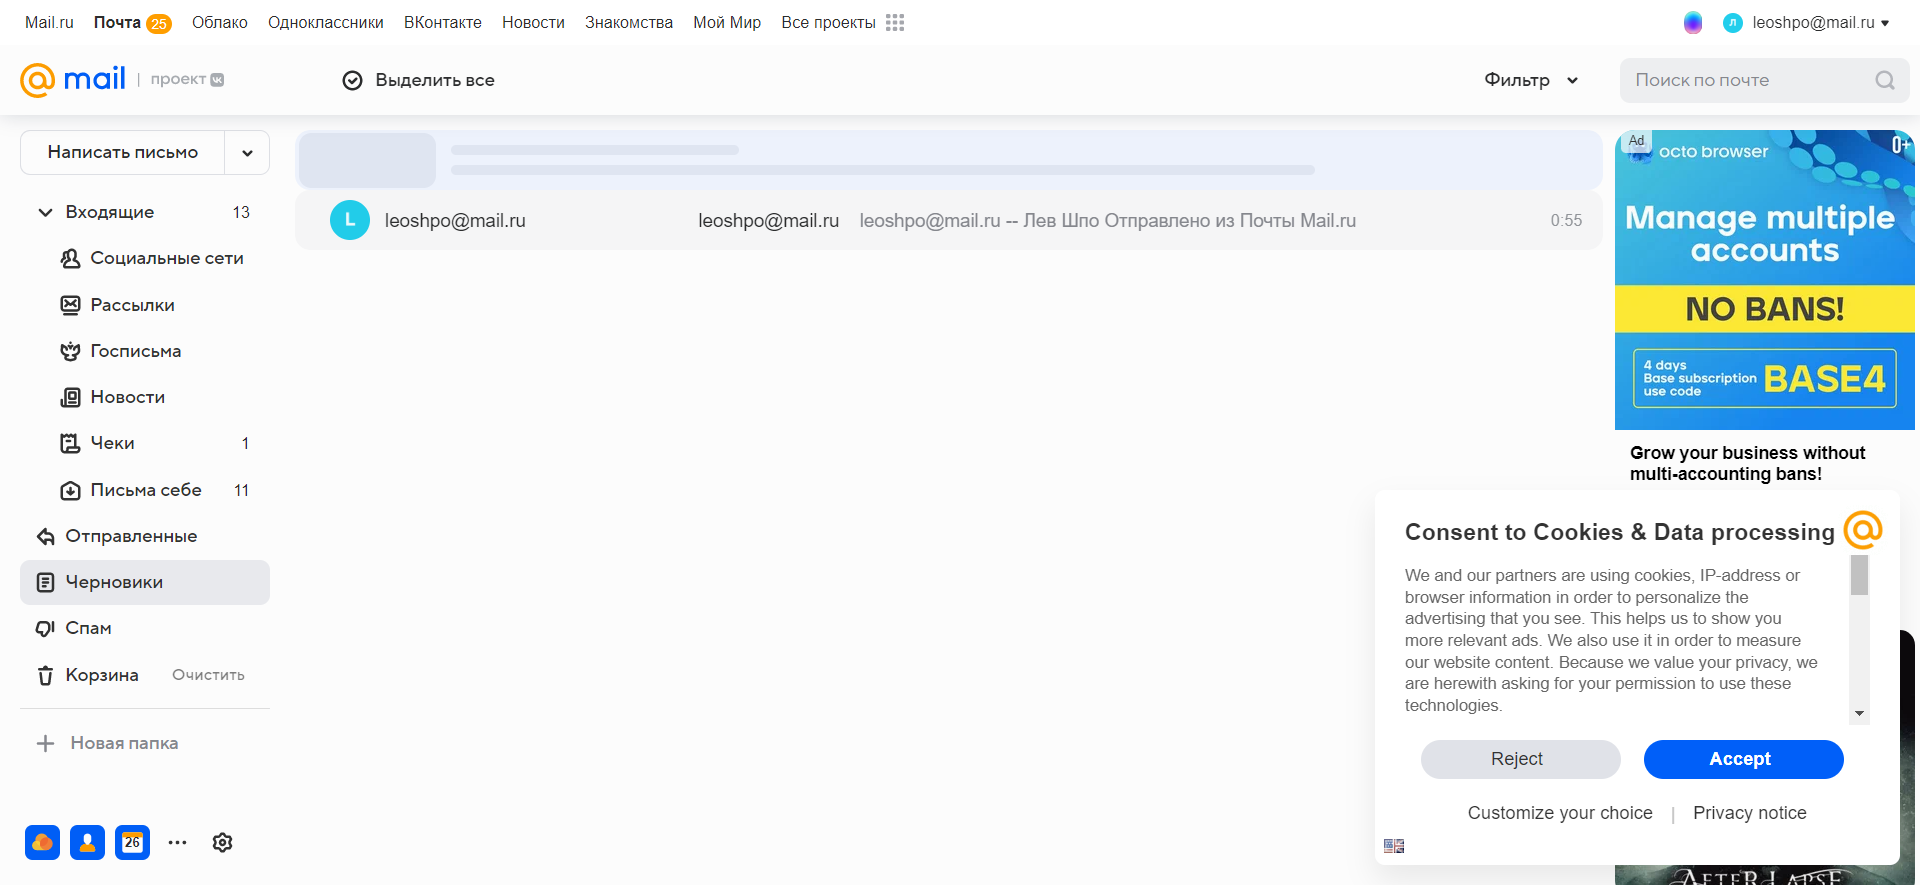 Mail.ru Почта 25 Облако Одноклассники ВКонтакте Новости Знакомства Мой Мир Все проекты л leoshpo@mail.ru
@mail проект Выделить все Фильтр Поиск по почте
Написать письмо
Входящие 13
Социальные сети
Рассылки
Госписьма
Новости
Чеки 1
Письма себе 11
Отправленные
Черновики
Спам
Корзина Очистить
Новая папка
26
L leoshpo@mail.ru leoshpo@mail.ru leoshpo@mail.ru -- Лев Шпо Отправлено из Почты Mail.ru 0:55
Ad
0+
octo browser
Manage multiple
accounts
NO BANS!
4 days
Base subscription
use code
BASE4
Grow your business without
multi-accounting bans!
Consent to Cookies & Data processing @
We and our partners are using cookies, IP-address or
browser information in order to personalize the
advertising that you see. This helps us to show you
more relevant ads. We also use it in order to measure
our website content. Because we value your privacy, we
are herewith asking for your permission to use these
technologies.
Reject Accept
Customize your choice | Privacy notice
AFTERLAPSE